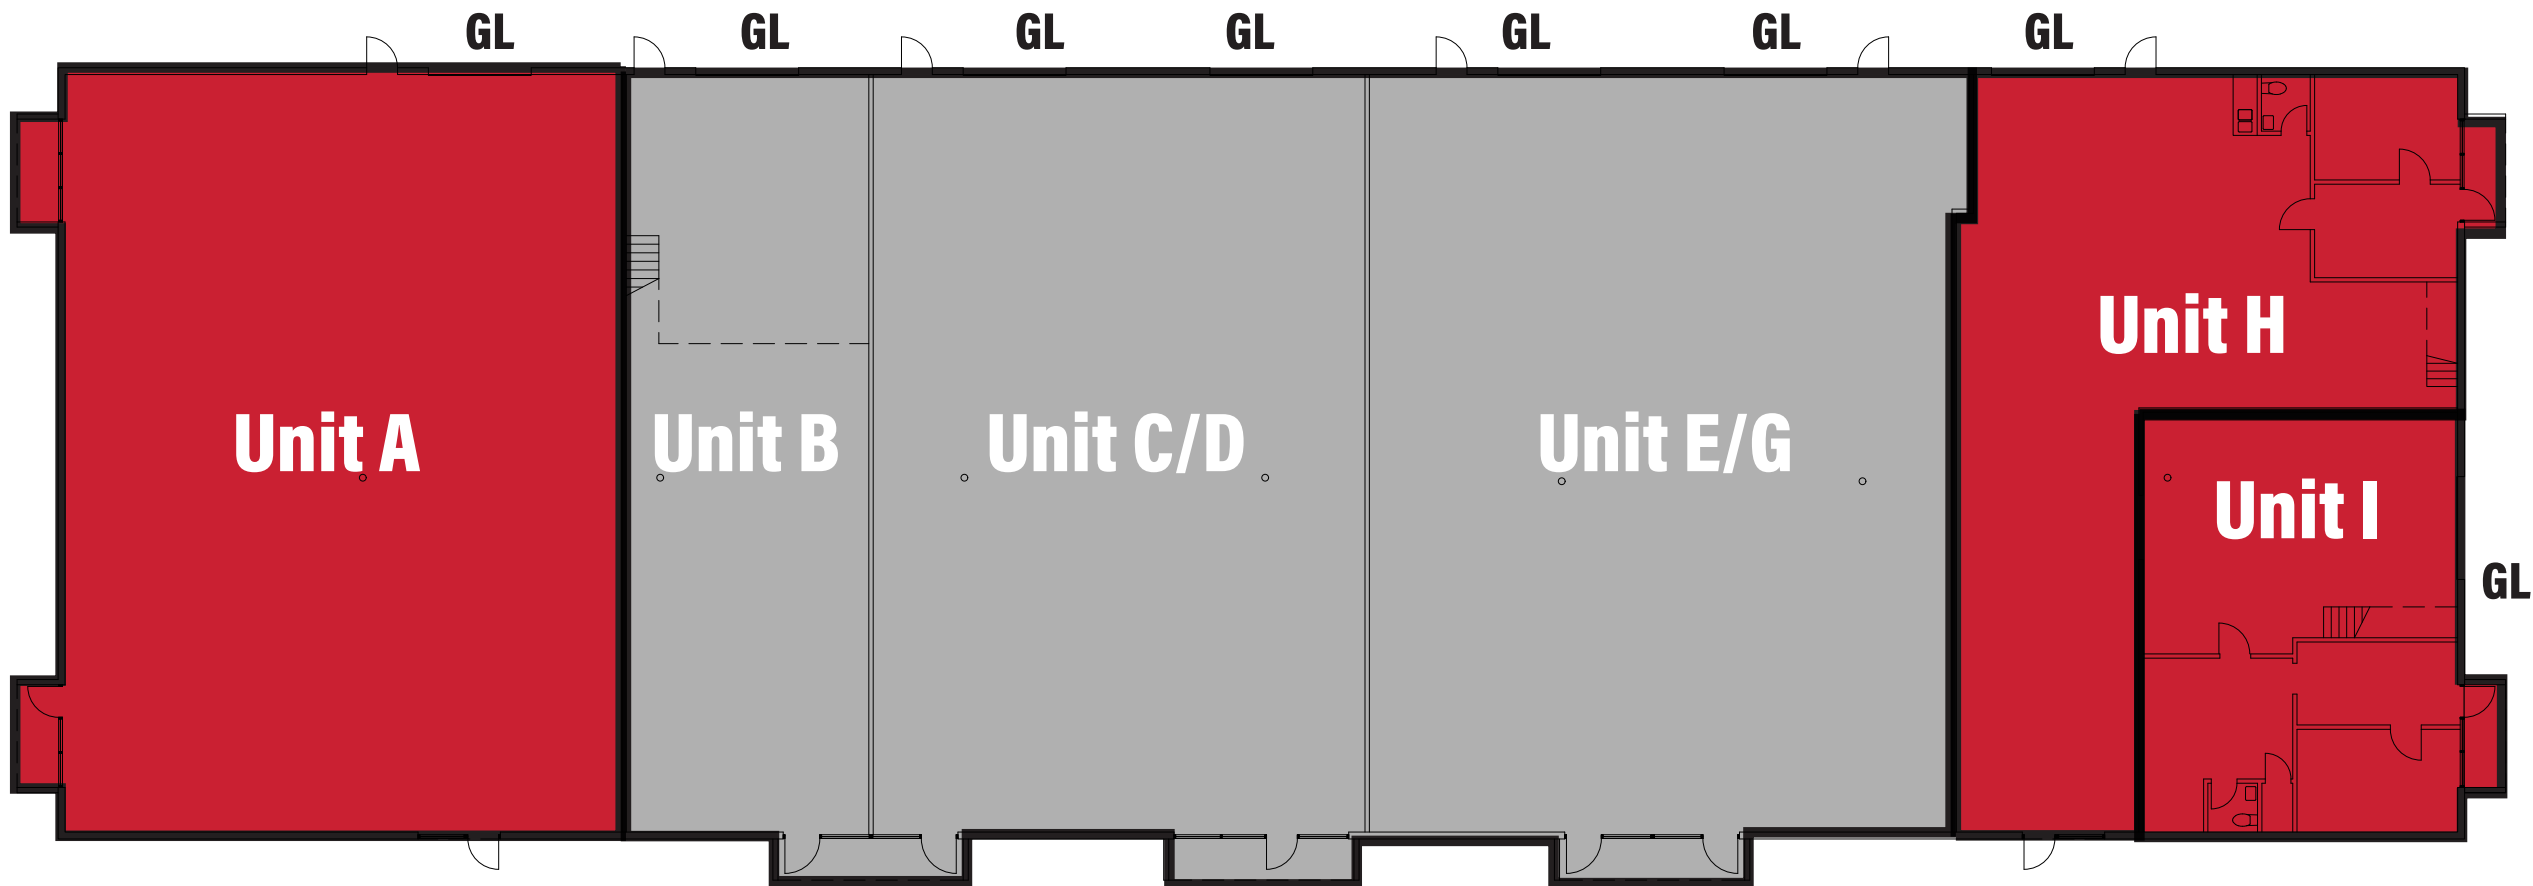 GL GL GL GL GL GL GL
Unit H
Unit A Unit B Unit C/D Unit E/G
Unit I
GL